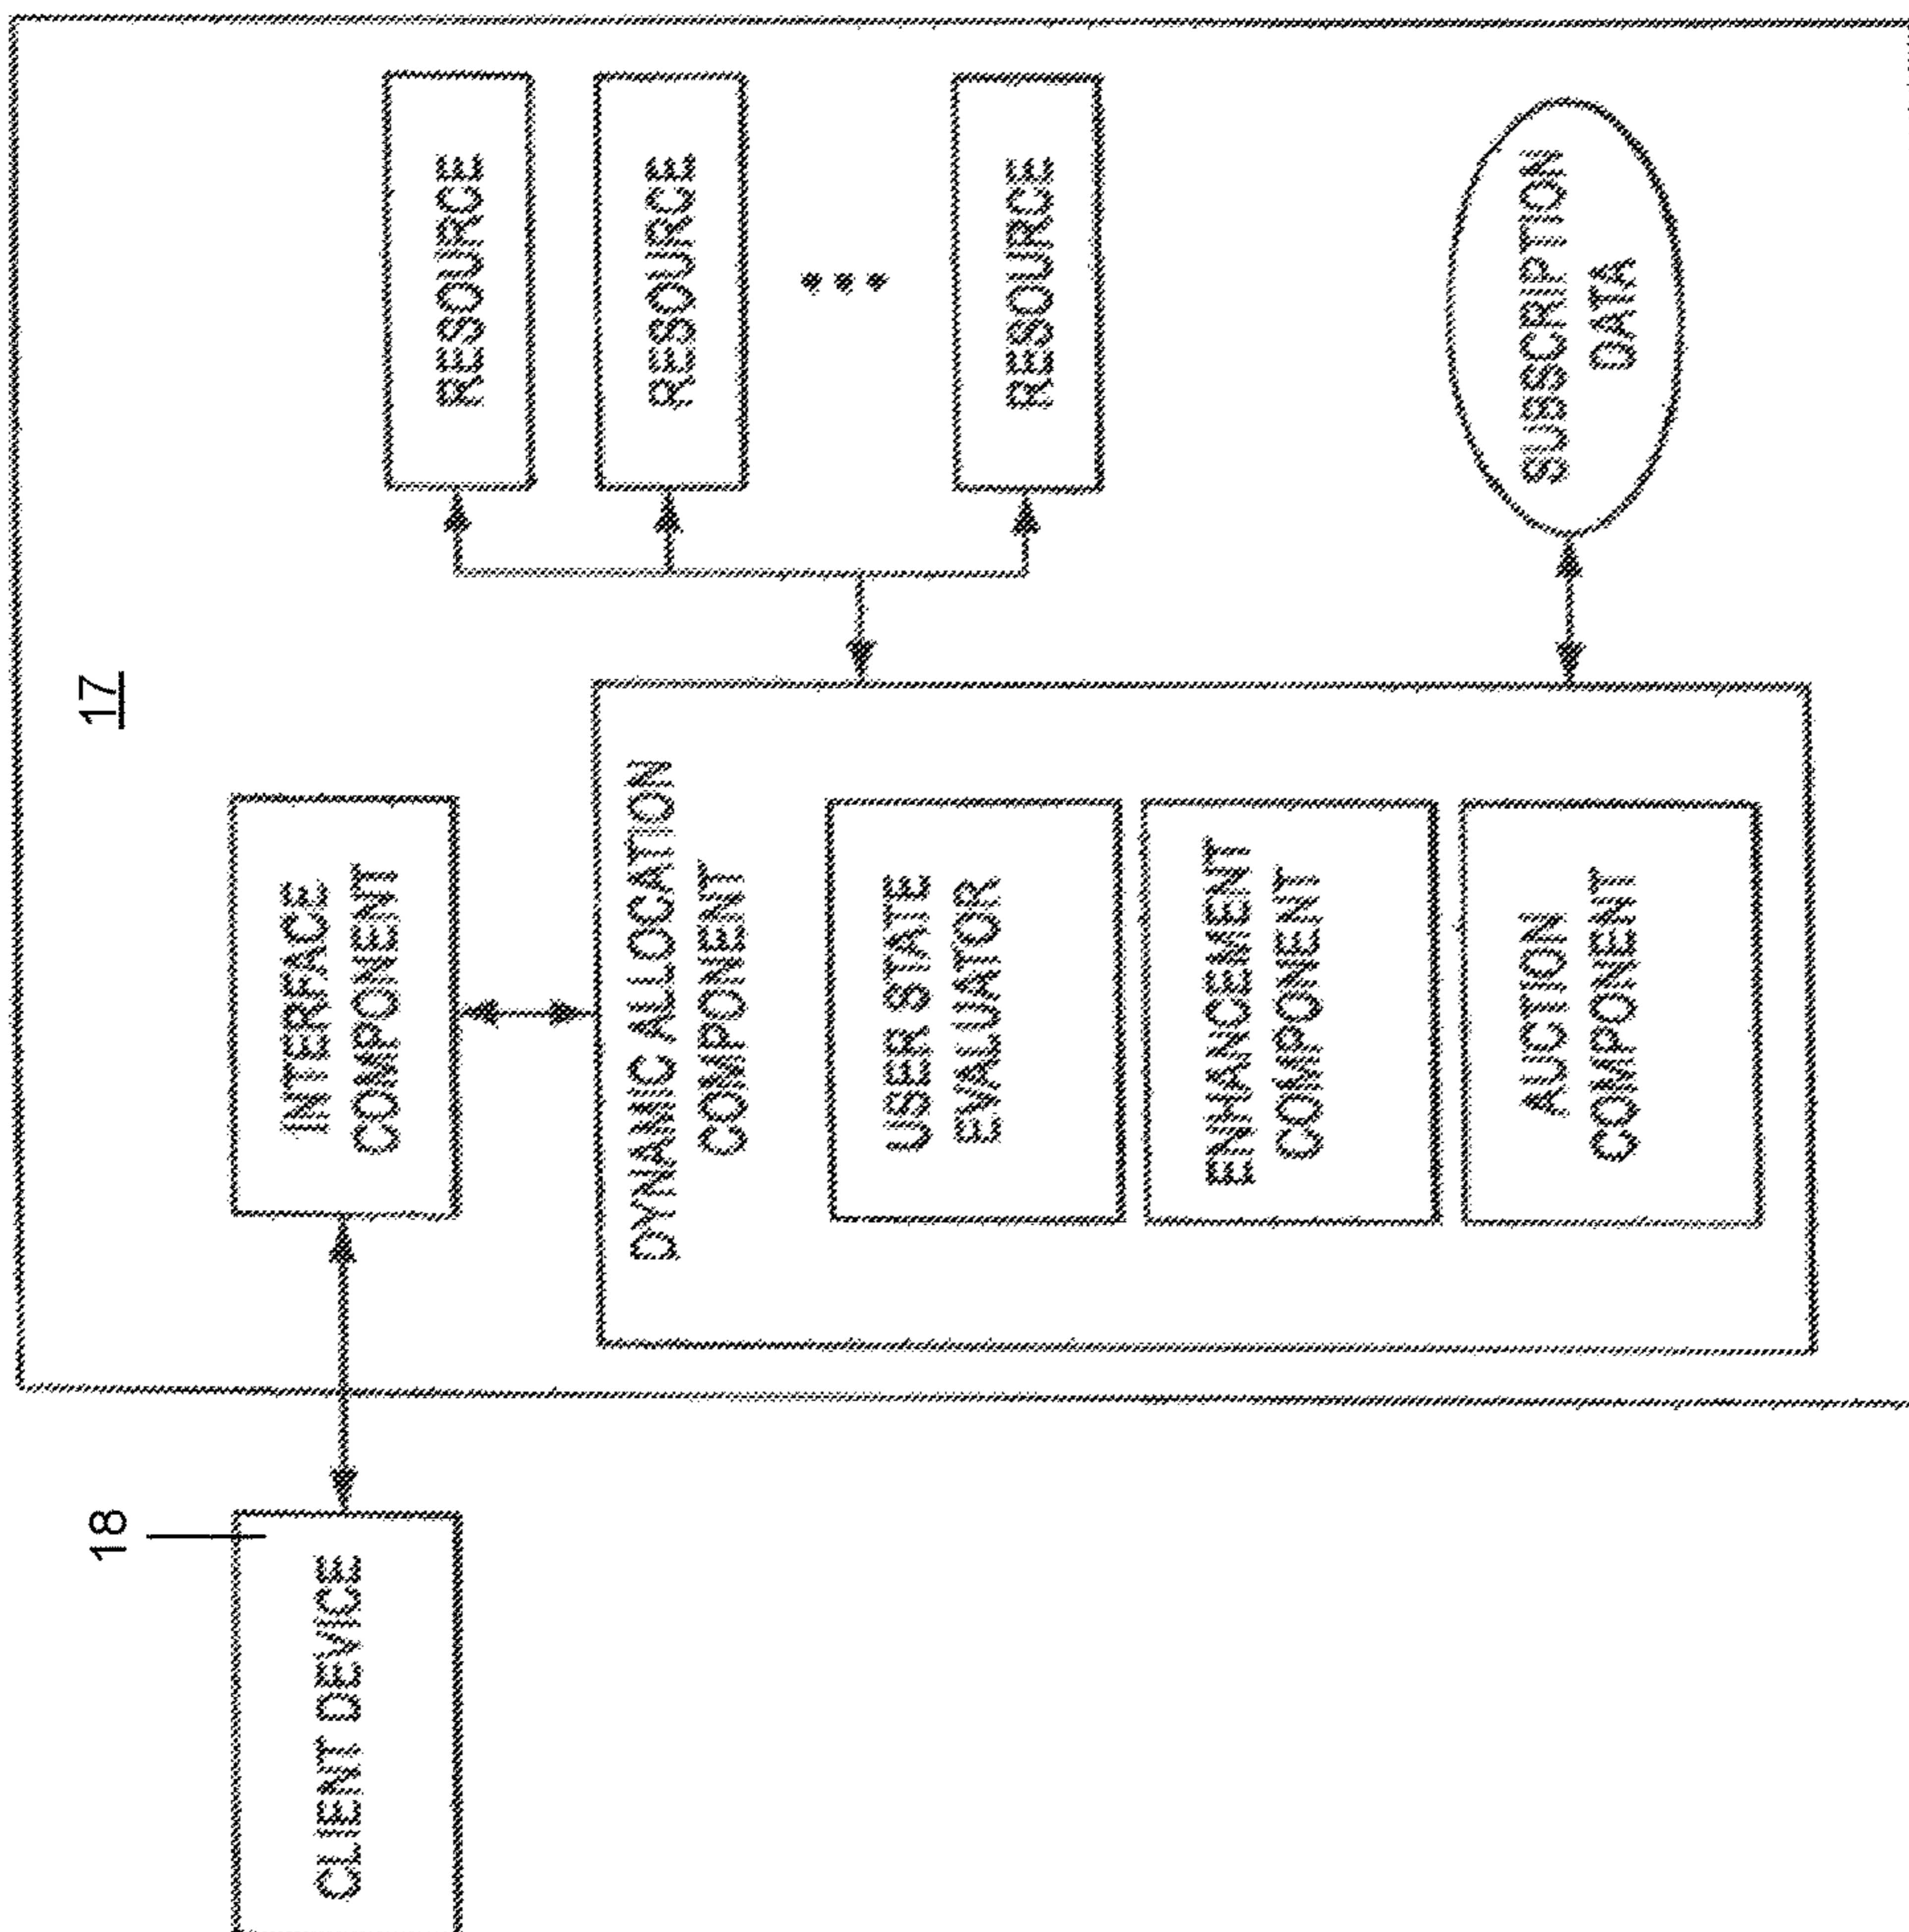 17
18
CLIENT DEVICE
INTERFACE
COMPONENT
DYNAMIC ALLOCATION
COMPONENT
USER STATE
EVALUATOR
ENHANCEMENT
COMPONENT
AUCTION
COMPONENT
RESOURCE
RESOURCE
RESOURCE
SUBSCRIPTION
DATA